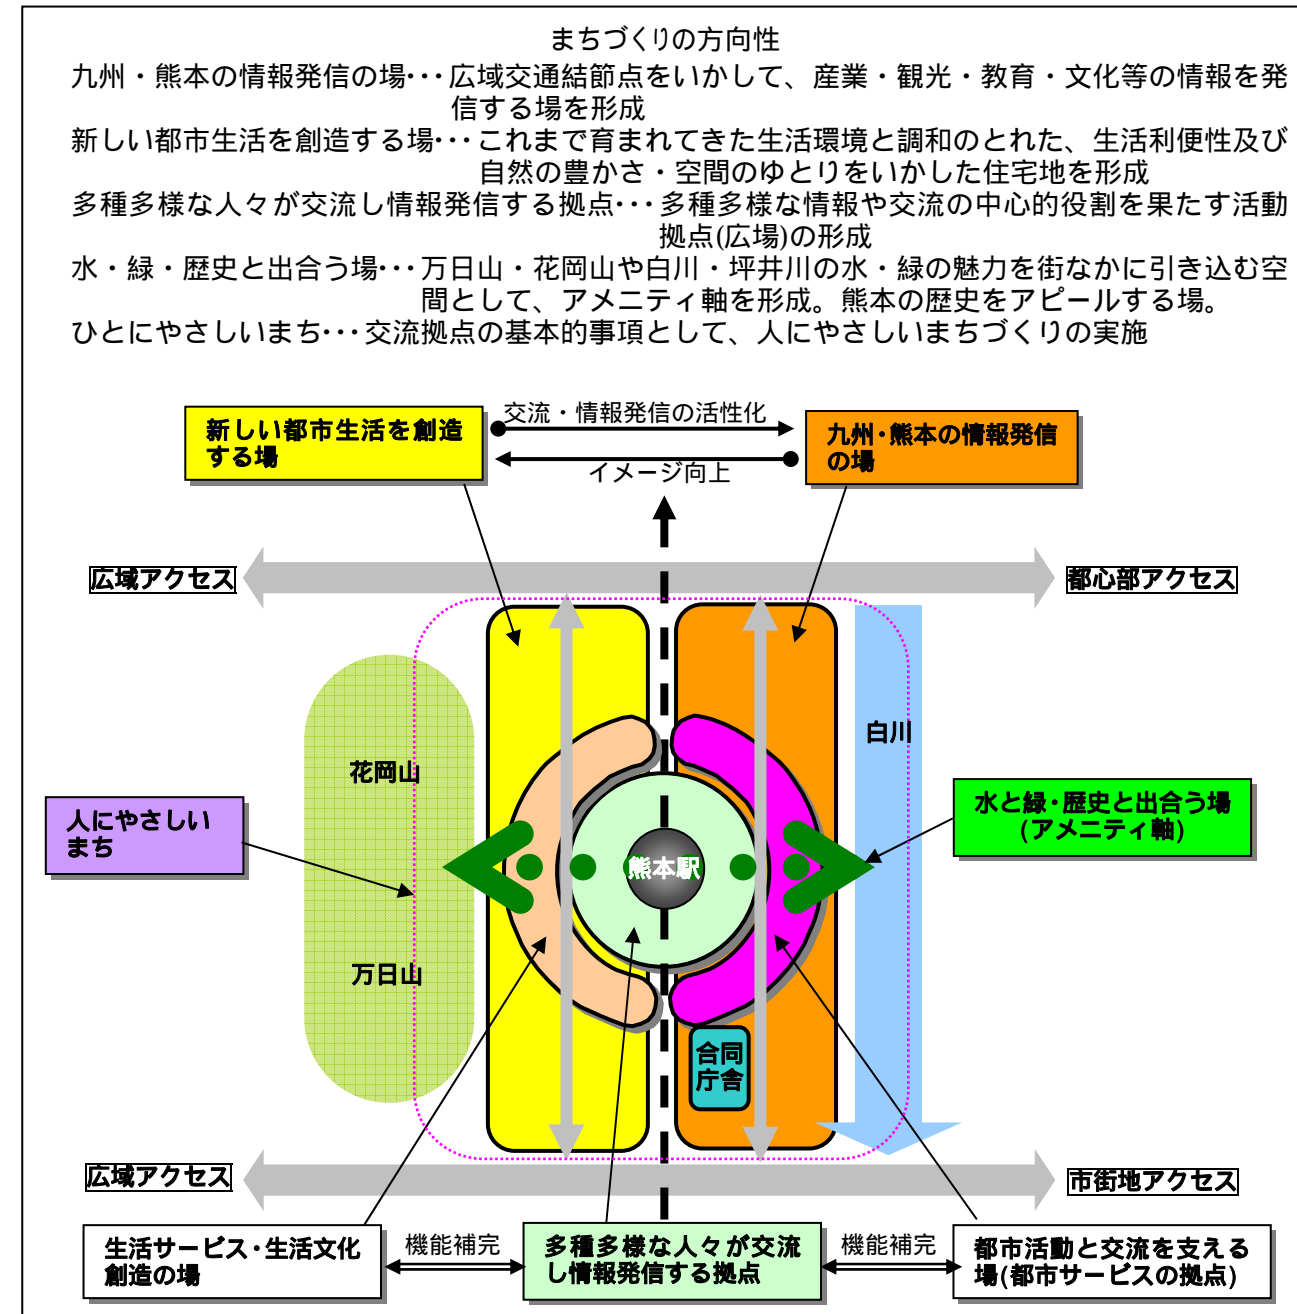 まちづくりの方向性
九州・熊本の情報発信の場･･･広域交通結節点をいかして、産業・観光・教育・文化等の情報を発
信する場を形成
新しい都市生活を創造する場･･･これまで育まれてきた生活環境と調和のとれた、生活利便性及び
自然の豊かさ・空間のゆとりをいかした住宅地を形成
多種多様な人々が交流し情報発信する拠点･･･多種多様な情報や交流の中心的役割を果たす活動
拠点(広場)の形成
水・緑・歴史と出合う場･･･万日山・花岡山や白川・坪井川の水・緑の魅力を街なかに引き込む空
間として、アメニティ軸を形成。熊本の歴史をアピールする場。
ひとにやさしいまち･･･交流拠点の基本的事項として、人にやさしいまちづくりの実施
新しい都市生活を創造
する場
交流・情報発信の活性化
イメージ向上
九州・熊本の情報発信
の場
広域アクセス
都心部アクセス
白川
花岡山
人にやさしい
まち
水と緑・歴史と出合う場
(アメニティ軸)
熊本駅
万日山
合同
庁舎
広域アクセス
市街地アクセス
生活サービス・生活文化
創造の場
機能補完
多種多様な人々が交流
し情報発信する拠点
機能補完
都市活動と交流を支える
場(都市サービスの拠点)